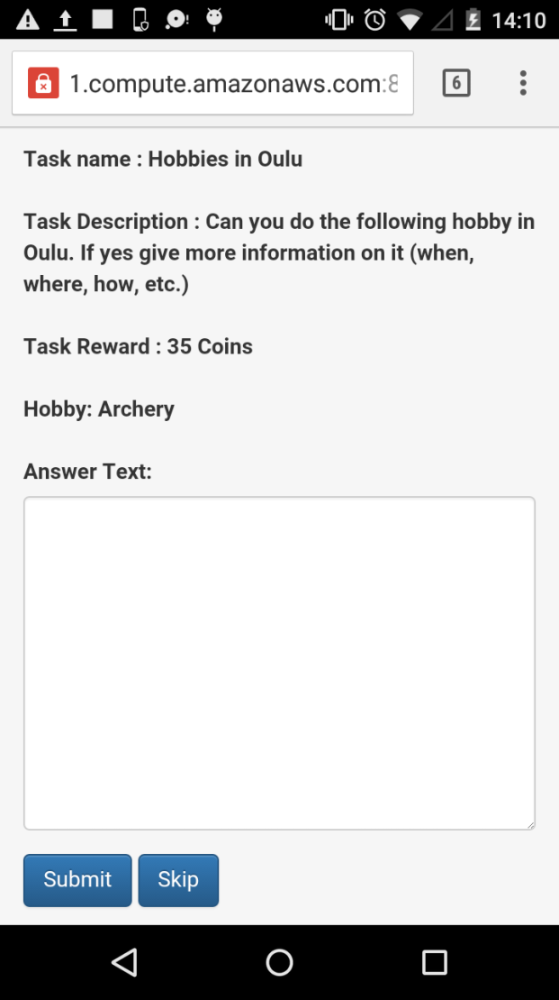 14:10
1.compute.amazonaws.com:8
6
Task name : Hobbies in Oulu
Task Description : Can you do the following hobby in
Oulu. If yes give more information on it (when,
where, how, etc.)
Task Reward : 35 Coins
Hobby: Archery
Answer Text:
Submit
Skip